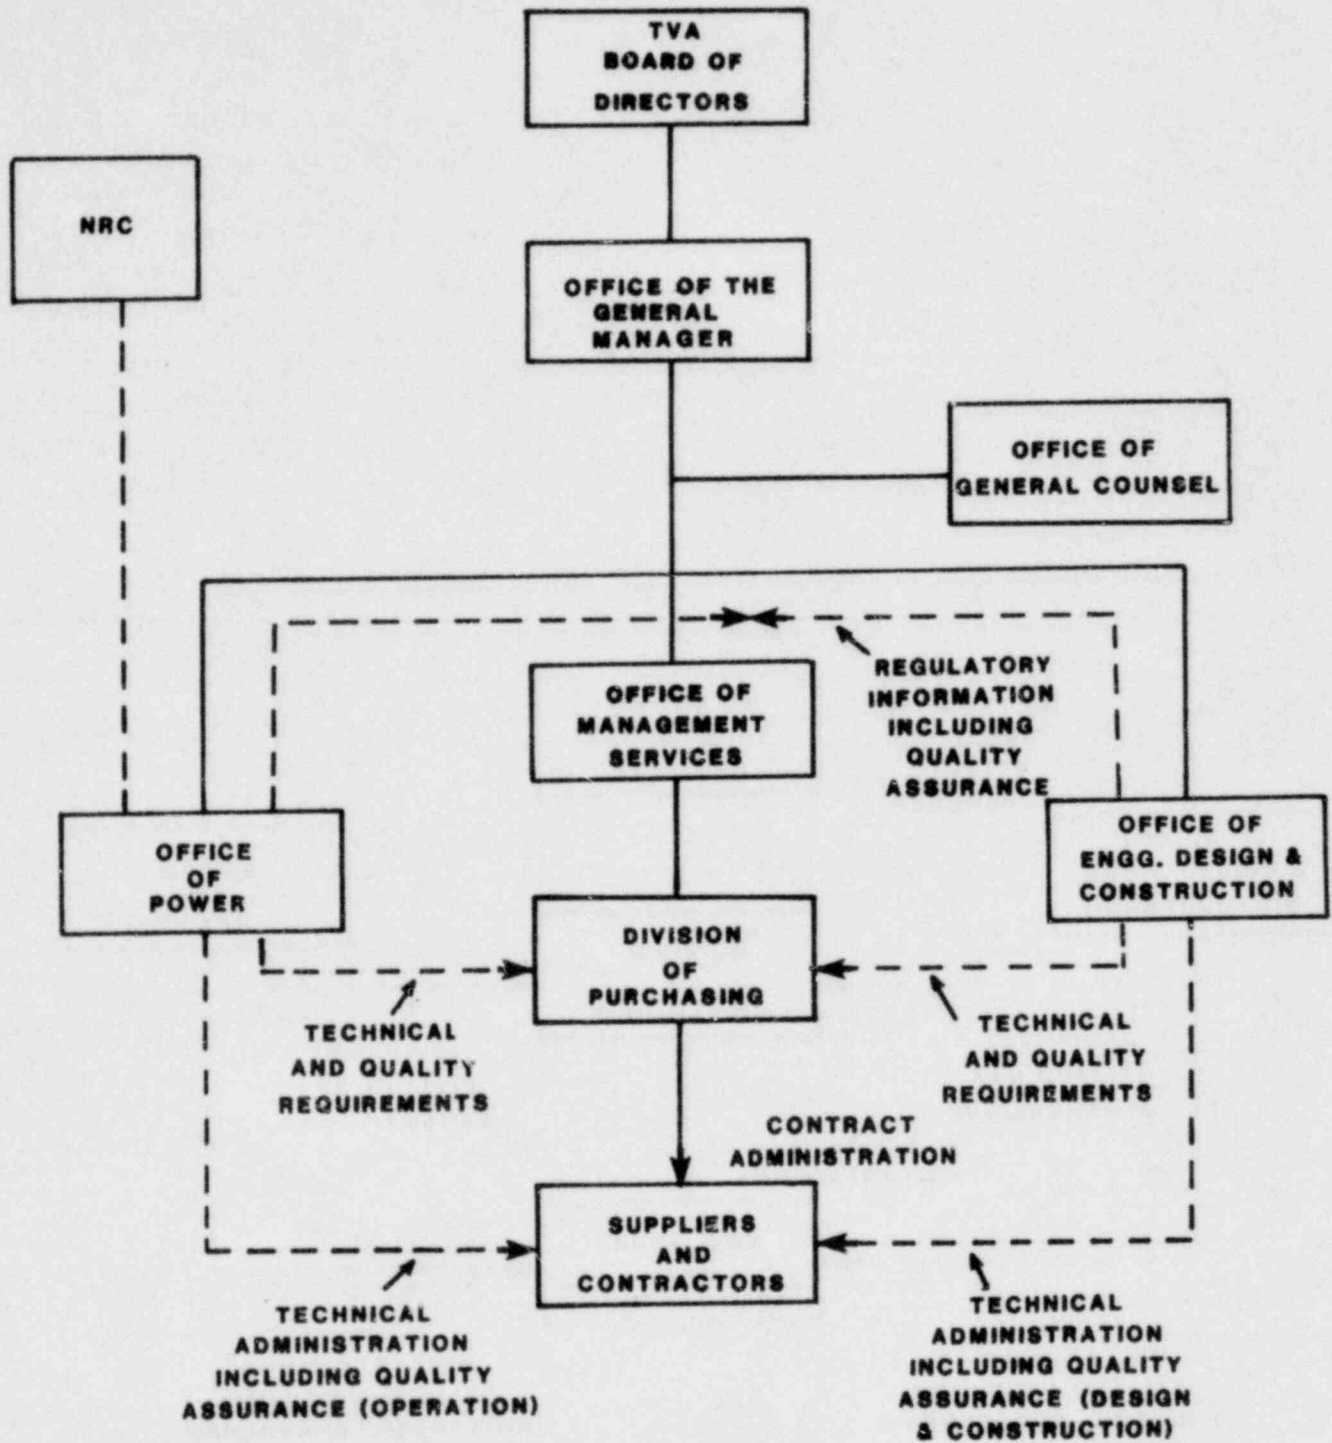 TVA
BOARD OF
DIRECTORS
NRC
OFFICE OF THE
GENERAL
MANAGER
OFFICE OF
GENERAL COUNSEL
REGULATORY
INFORMATION
INCLUDING
QUALITY
ASSURANCE
OFFICE OF
MANAGEMENT
SERVICES
OFFICE
OF
POWER
OFFICE OF
ENGG. DESIGN &
CONSTRUCTION
DIVISION
OF
PURCHASING
TECHNICAL
AND QUALITY
REQUIREMENTS
TECHNICAL
AND QUALITY
REQUIREMENTS
CONTRACT
ADMINISTRATION
SUPPLIERS
AND
CONTRACTORS
TECHNICAL
ADMINISTRATION
INCLUDING QUALITY
ASSURANCE (OPERATION)
TECHNICAL
ADMINISTRATION
INCLUDING QUALITY
ASSURANCE (DESIGN
& CONSTRUCTION)